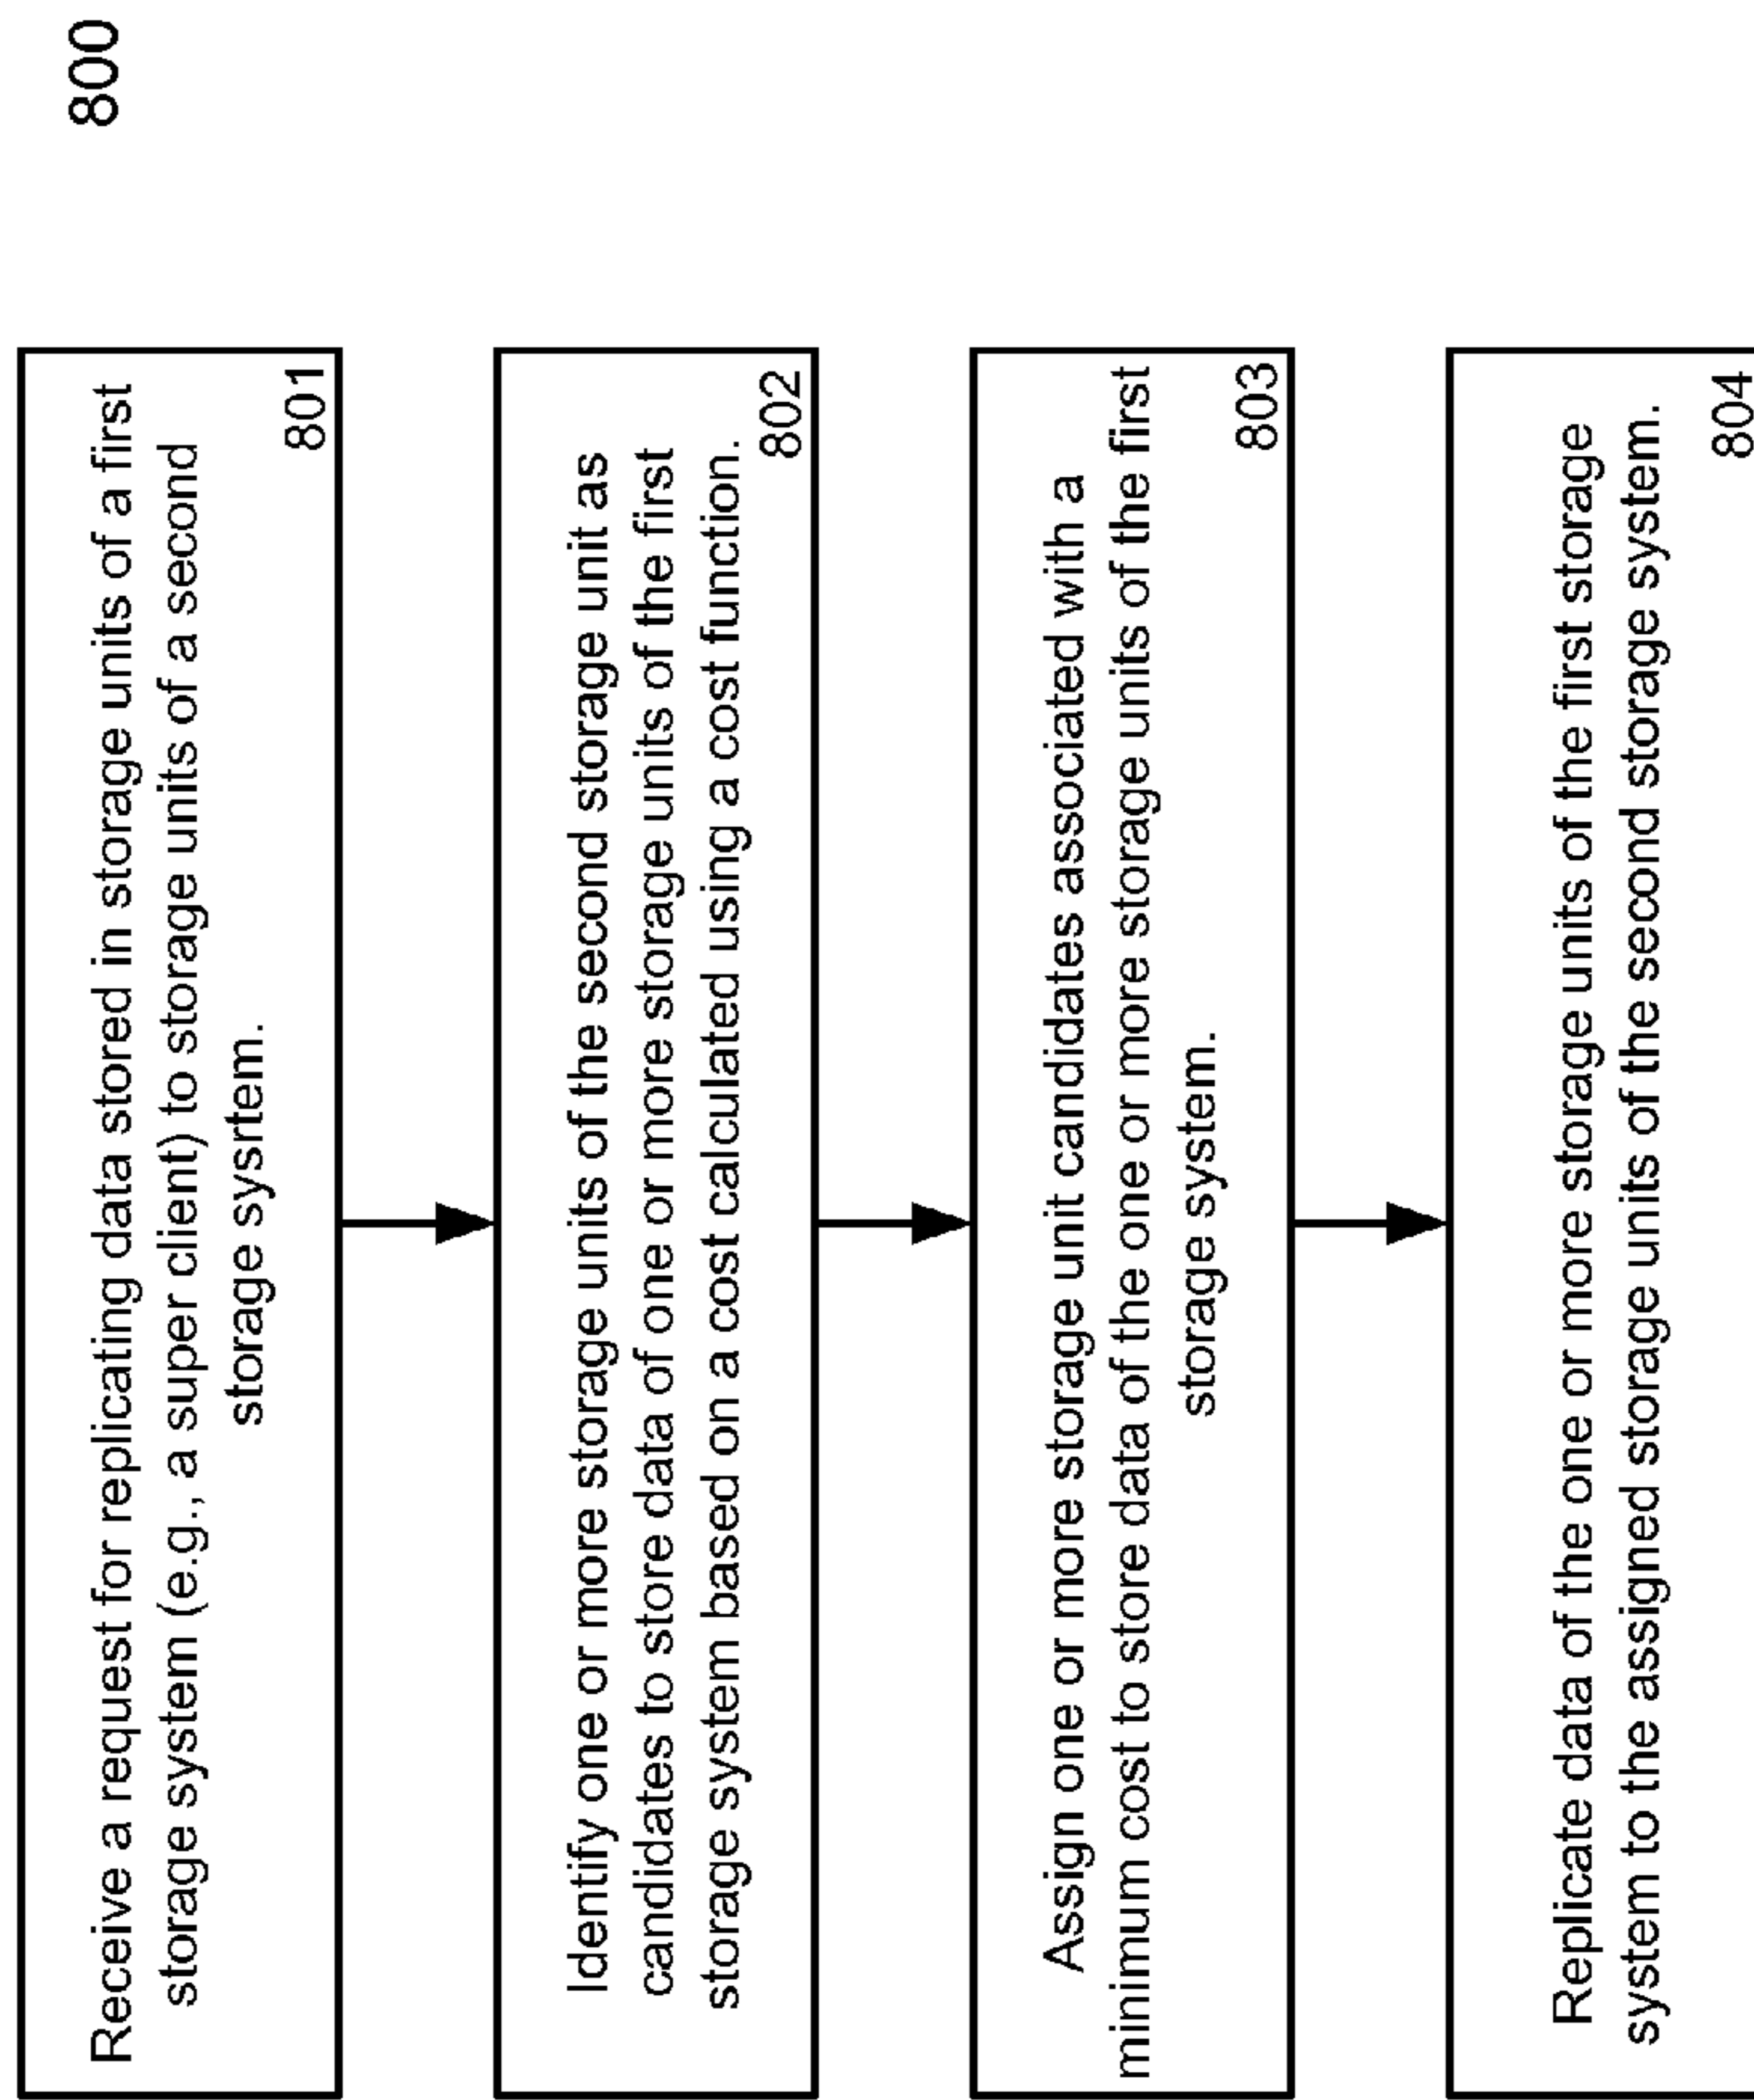 800
Receive a request for replicating data stored in storage units of a first
storage system (e.g., a super client) to storage units of a second
storage sysrtem.
801
Identify one or more storage units of the second storage unit as
candidates to store data of one or more storage units of the first
storage system based on a cost calculated using a cost function.
802
Assign one or more storage unit candidates associated with a
minimum cost to store data of the one or more storage units of the first
storage system.
803
Replicate data of the one or more storage units of the first storage
system to the assigned storage units of the second storage system.
804